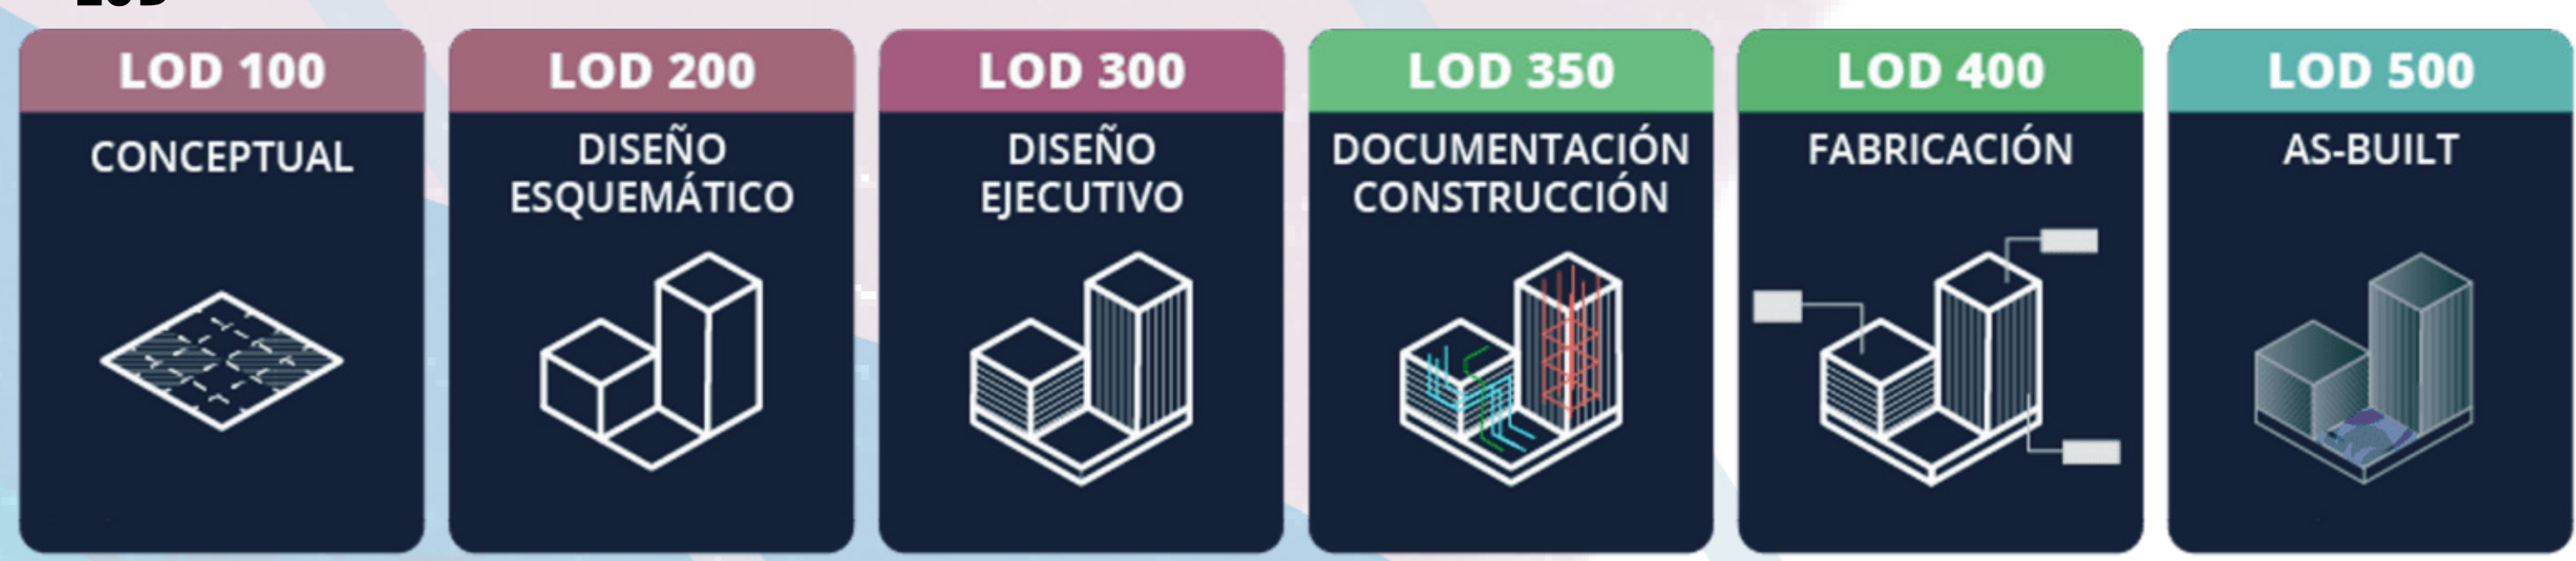 LOD
LOD 100
CONCEPTUAL
LOD 200
DISEÑO
ESQUEMÁTICO
LOD 300
DISEÑO
EJECUTIVO
LOD 350
DOCUMENTACIÓN
CONSTRUCCIÓN
LOD 400
FABRICACIÓN
LOD 500
AS-BUILT